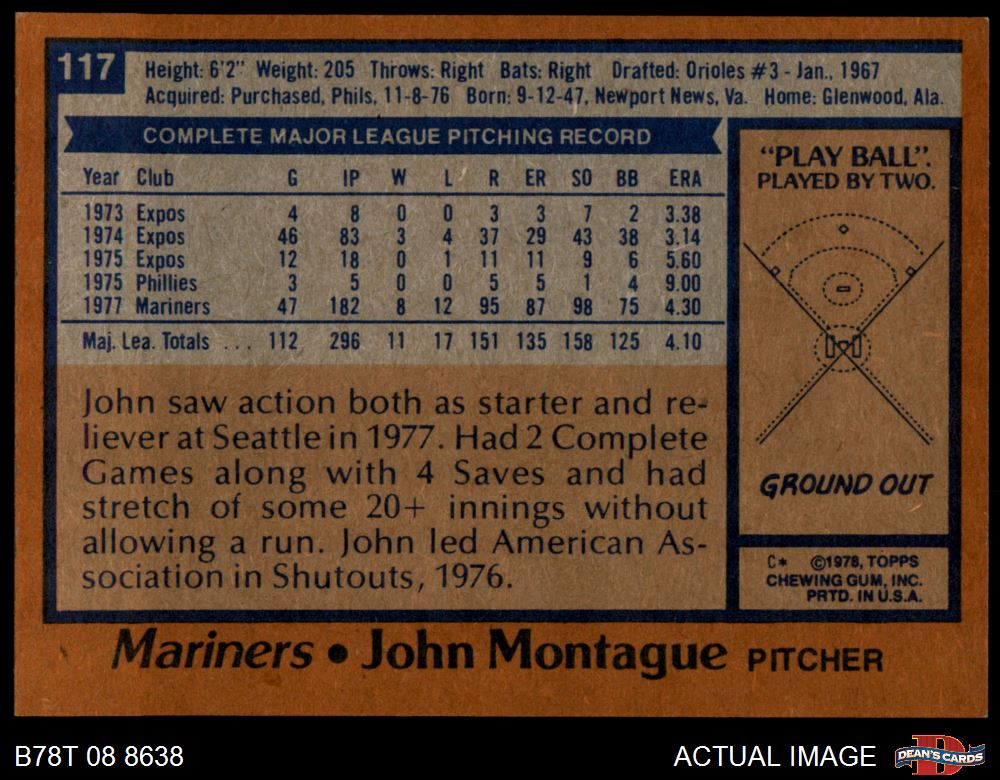 117
Height: 6'2" Weight: 205 Throws: Right Bats: Right Drafted: Orioles #3 - Jan., 1967
Acquired: Purchased, Phils, 11-8-76 Born: 9-12-47, Newport News, Va. Home: Glenwood, Ala.
COMPLETE MAJOR LEAGUE PITCHING RECORD
Year Club G IP W L R ER SO BB ERA
1973 Expos 4 8 0 0 3 3 7 2 3.38
1974 Expos 46 83 3 4 37 29 43 38 3.14
1975 Expos 12 18 0 1 11 11 9 6 5.60
1975 Phillies 3 5 0 0 5 5 1 4 9.00
1977 Mariners 47 182 8 12 95 87 98 75 4.30
Maj. Lea. Totals . . . 112 296 11 17 151 135 158 125 4.10
John saw action both as starter and re-
liever at Seattle in 1977. Had 2 Complete
Games along with 4 Saves and had
stretch of some 20+ innings without
allowing a run. John led American As-
sociation in Shutouts, 1976.
"PLAY BALL".
PLAYED BY TWO.
GROUND OUT
C* ©1978, TOPPS
CHEWING GUM, INC.
PRTD. IN U.S.A.
Mariners • John Montague PITCHER
B78T 08 8638
ACTUAL IMAGE
D
DEAN'S CARDS